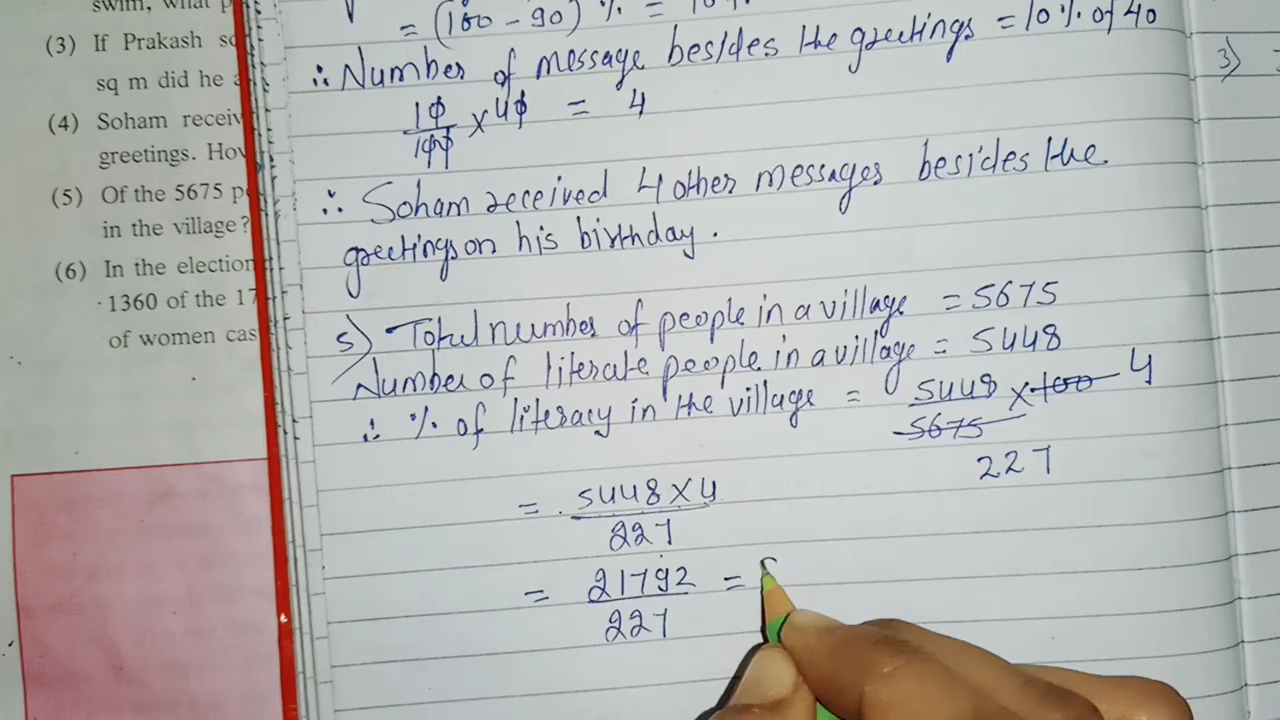 swim, what p
(3) If Prakash sq
sq m did he a
(4) Soham receiv
greetings. How
(5) Of the 5675 p
in the village?
(6) In the election
1360 of the 17
of women cas
= (100 - 90) % = 10 %
∴ Number of message besides the greetings = 10 % of 40
10/100 × 40 = 4
∴ Soham received 4 other messages besides the
greetings on his birthday.
5) Total number of people in a village = 5675
Number of literate people in a village = 5448
∴ % of literacy in the village = 5448/5675 × 100 4
227
= 5448 × 4 / 227
= 21792 / 227 =
3)